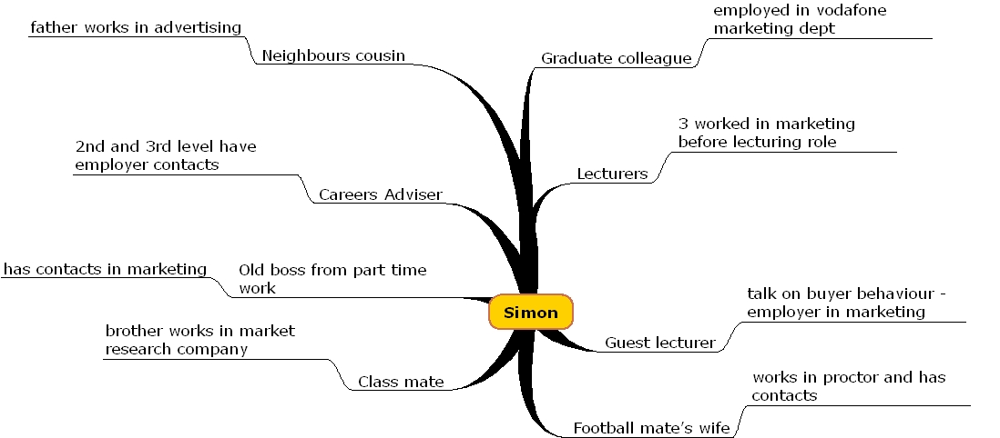 father works in advertising
Neighbours cousin
2nd and 3rd level have
employer contacts
Careers Adviser
has contacts in marketing
Old boss from part time
work
brother works in market
research company
Class mate
Simon
employed in vodafone
marketing dept
Graduate colleague
3 worked in marketing
before lecturing role
Lecturers
talk on buyer behaviour -
employer in marketing
Guest lecturer
works in proctor and has
contacts
Football mate's wife